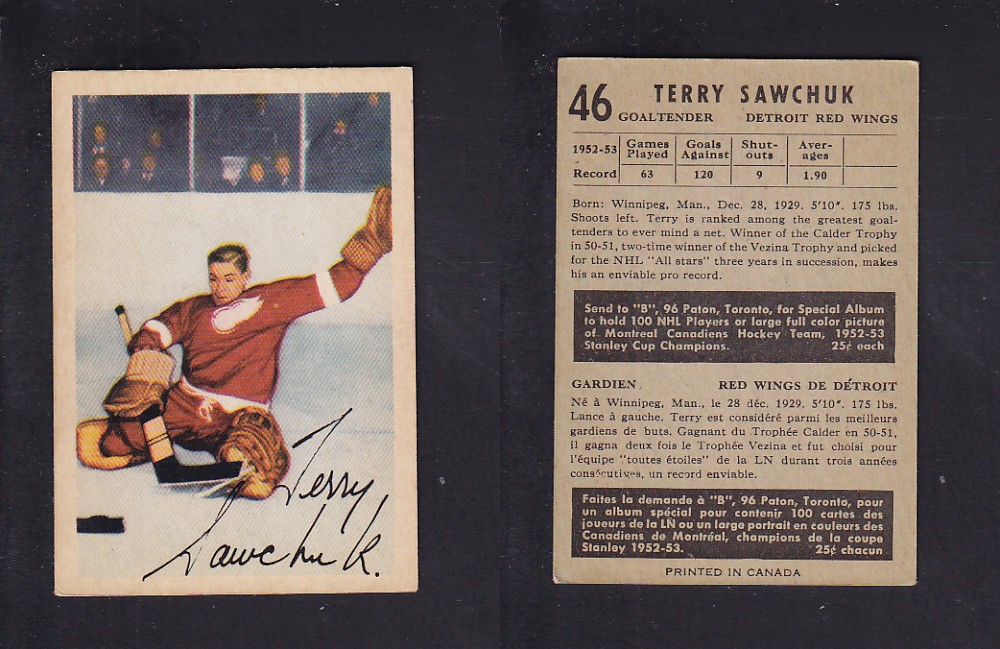 Terry
Sawchuk.
46 TERRY SAWCHUK
GOALTENDER DETROIT RED WINGS
1952-53 Games Goals Shut- Aver-
Played Against outs ages
Record 63 120 9 1.90
Born: Winnipeg, Man., Dec. 28, 1929. 5'10". 175 lbs.
Shoots left. Terry is ranked among the greatest goal-
tenders to ever mind a net. Winner of the Calder Trophy
in 50-51, two-time winner of the Vezina Trophy and picked
for the NHL "All stars" three years in succession, makes
his an enviable pro record.
Send to "B", 96 Paton, Toronto, for Special Album
to hold 100 NHL Players or large full color picture
of Montreal Canadiens Hockey Team, 1952-53
Stanley Cup Champions. 25¢ each
GARDIEN RED WINGS DE DÉTROIT
Né à Winnipeg, Man., le 28 déc. 1929. 5'10". 175 lbs.
Lance à gauche. Terry est considéré parmi les meilleurs
gardiens de buts. Gagnant du Trophée Calder en 50-51,
il gagna deux fois le Trophée Vezina et fut choisi pour
l'équipe "toutes étoiles" de la LN durant trois années
consécutives, un record enviable.
Faites la demande à "B", 96 Paton, Toronto, pour
un album spécial pour contenir 100 cartes des
joueurs de la LN ou un large portrait en couleurs des
Canadiens de Montréal, champions de la coupe
Stanley 1952-53. 25¢ chacun
PRINTED IN CANADA